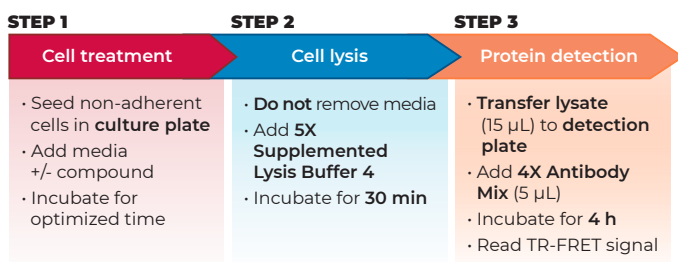 STEP 1
Cell treatment
· Seed non-adherent
cells in culture plate
· Add media
+/- compound
· Incubate for
optimized time
STEP 2
Cell lysis
· Do not remove media
· Add 5X
Supplemented
Lysis Buffer 4
· Incubate for 30 min
STEP 3
Protein detection
· Transfer lysate
(15 µL) to detection
plate
· Add 4X Antibody
Mix (5 µL)
· Incubate for 4 h
· Read TR-FRET signal